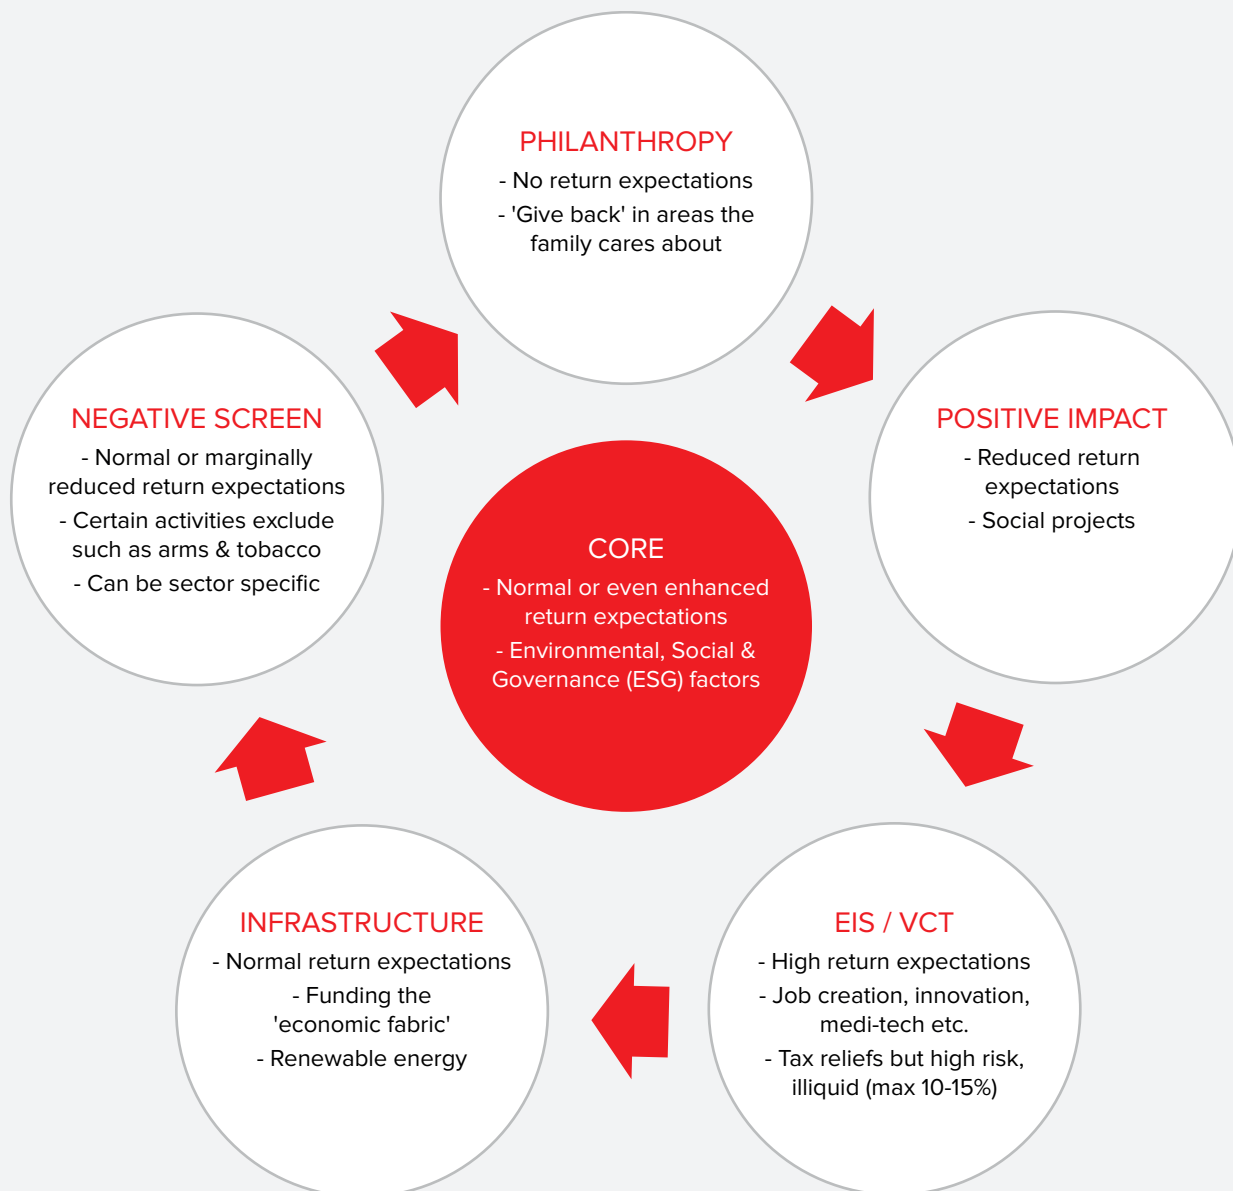 PHILANTHROPY
- No return expectations
- 'Give back' in areas the
family cares about
NEGATIVE SCREEN
- Normal or marginally
reduced return expectations
- Certain activities exclude
such as arms & tobacco
- Can be sector specific
POSITIVE IMPACT
- Reduced return
expectations
- Social projects
CORE
- Normal or even enhanced
return expectations
- Environmental, Social &
Governance (ESG) factors
INFRASTRUCTURE
- Normal return expectations
- Funding the
'economic fabric'
- Renewable energy
EIS / VCT
- High return expectations
- Job creation, innovation,
medi-tech etc.
- Tax reliefs but high risk,
illiquid (max 10-15%)